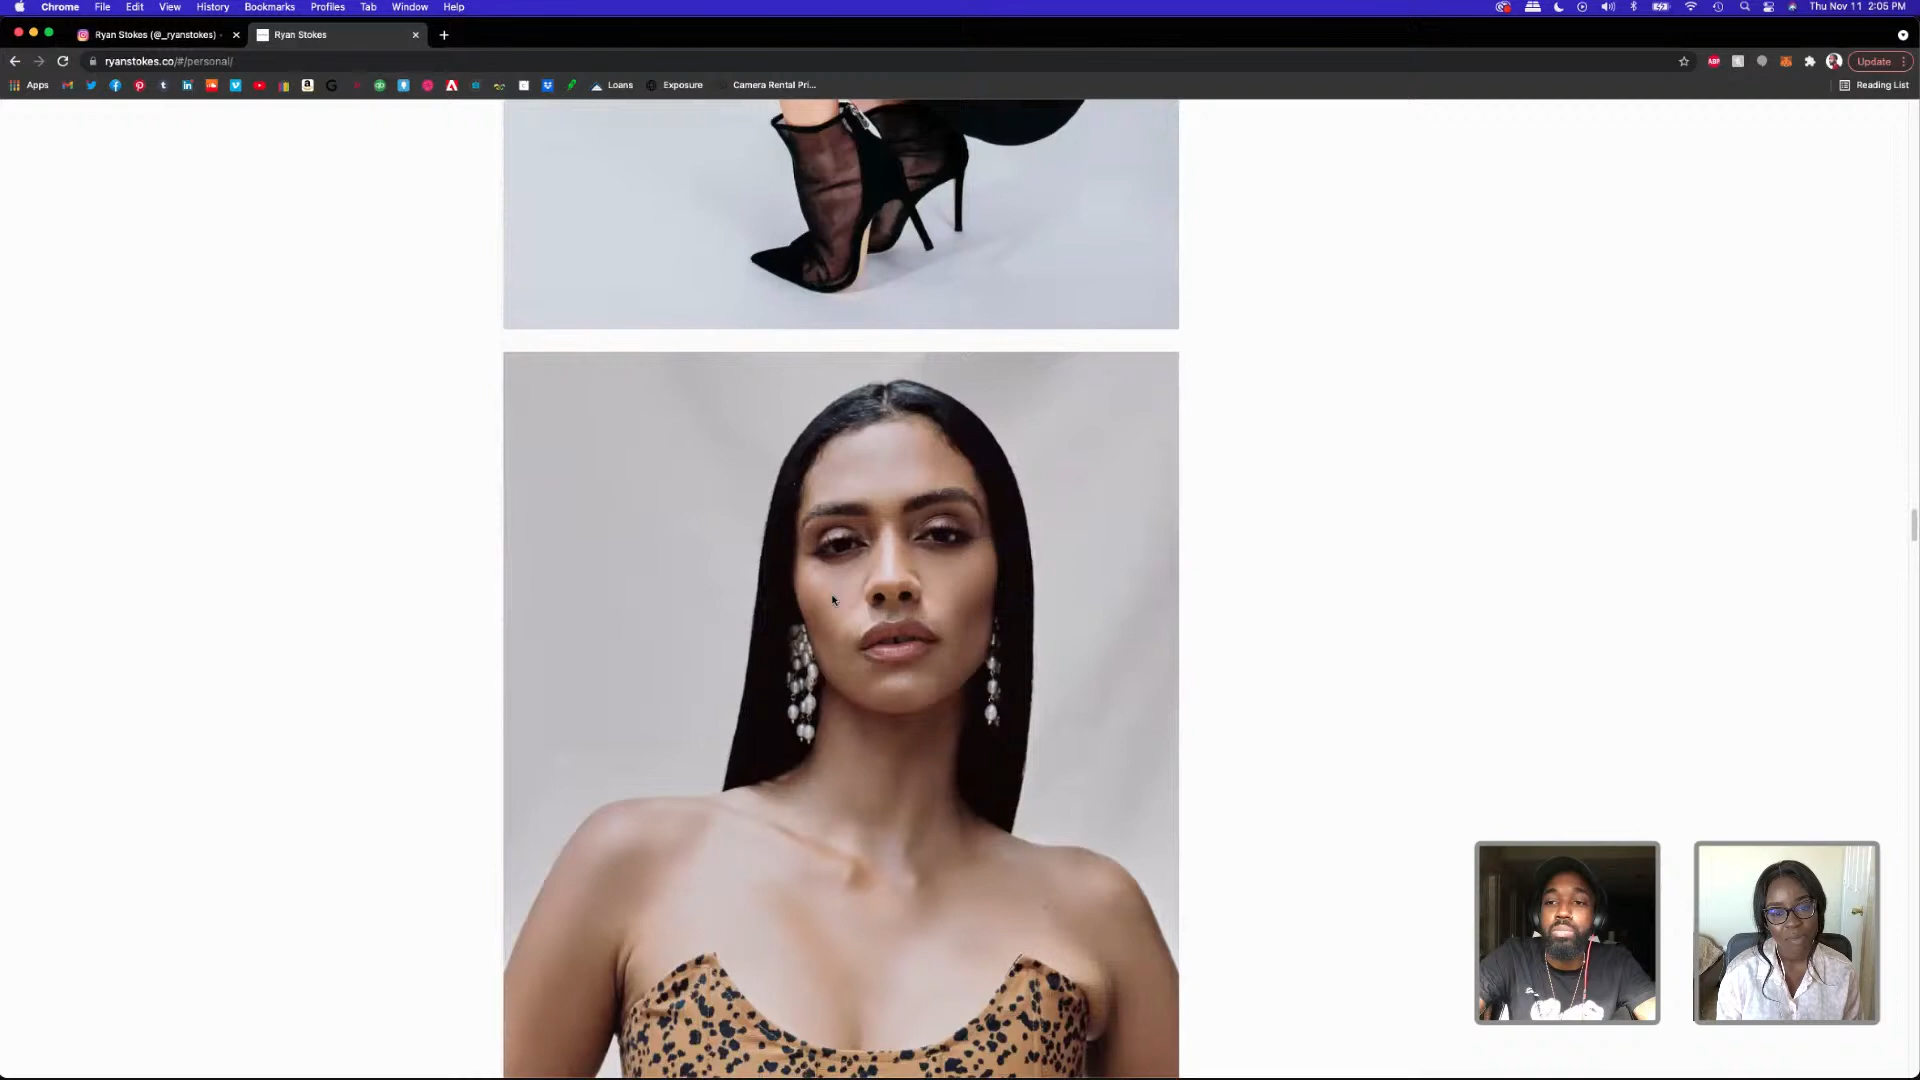 Chrome File Edit View History Bookmarks Profiles Tab Window Help Thu Nov 11 2:05 PM
Ryan Stokes (@_ryanstokes) Ryan Stokes
ryanstokes.co/#/personal/ ABP Update
Apps Loans Exposure Camera Rental Pri... Reading List